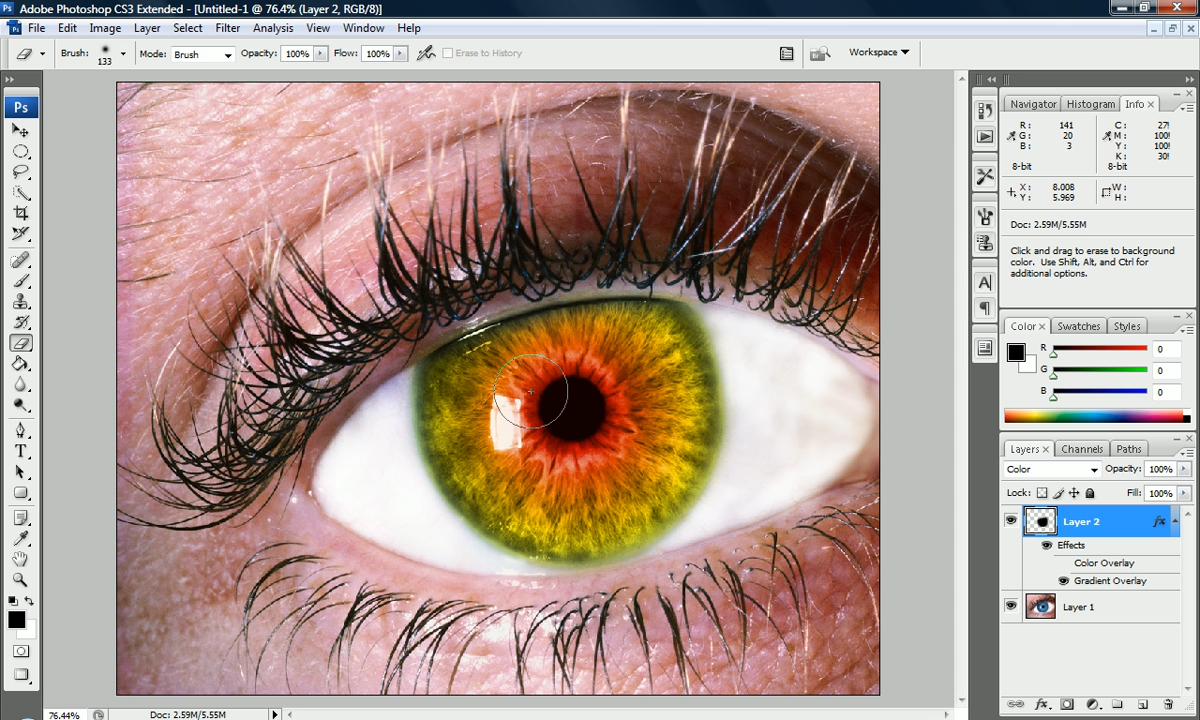 Ps Adobe Photoshop CS3 Extended - [Untitled-1 @ 76.4% (Layer 2, RGB/8)]
Ps File Edit Image Layer Select Filter Analysis View Window Help
Brush: 133 Mode: Brush Opacity: 100% Flow: 100% Erase to History Workspace
Ps
T
Navigator Histogram Info
R: 141 C: 27!
G: 20 M: 100!
B: 3 Y: 100!
K: 30!
8-bit 8-bit
X: 8.008 W:
Y: 5.969 H:
Doc: 2.59M/5.55M
Click and drag to erase to background
color. Use Shift, Alt, and Ctrl for
additional options.
A
Color Swatches Styles
R 0
G 0
B 0
Layers Channels Paths
Color Opacity: 100%
Lock: Fill: 100%
Layer 2 fx
Effects
Color Overlay
Gradient Overlay
Layer 1
fx
76.44% Doc: 2.59M/5.55M